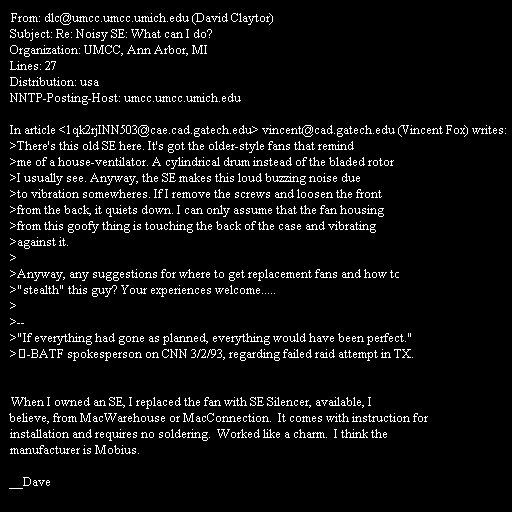 From: dlc@umcc.umcc.umich.edu (David Claytor)
Subject: Re: Noisy SE: What can I do?
Organization: UMCC, Ann Arbor, MI
Lines: 27
Distribution: usa
NNTP-Posting-Host: umcc.umcc.umich.edu

In article <1qk2rjINN503@cae.cad.gatech.edu> vincent@cad.gatech.edu (Vincent Fox) writes:
>There's this old SE here. It's got the older-style fans that remind
>me of a house-ventilator. A cylindrical drum instead of the bladed rotor
>I usually see. Anyway, the SE makes this loud buzzing noise due
>to vibration somewheres. If I remove the screws and loosen the front
>from the back, it quiets down. I can only assume that the fan housing
>from this goofy thing is touching the back of the case and vibrating
>against it.
>
>Anyway, any suggestions for where to get replacement fans and how to
>"stealth" this guy? Your experiences welcome.....
>
>--
>"If everything had gone as planned, everything would have been perfect."
>	-BATF spokesperson on CNN 3/2/93, regarding failed raid attempt in TX.

When I owned an SE, I replaced the fan with SE Silencer, available, I
believe, from MacWarehouse or MacConnection.  It comes with instruction for
installation and requires no soldering.  Worked like a charm.  I think the
manufacturer is Mobius.

__Dave